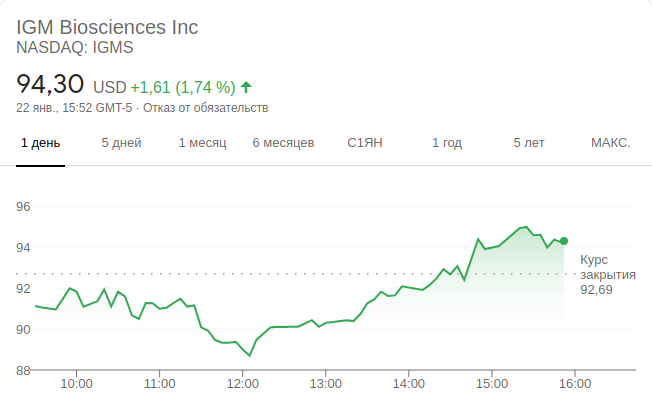 IGM Biosciences Inc
NASDAQ: IGMS
94,30 USD +1,61 (1,74 %)
22 янв., 15:52 GMT-5 · Отказ от обязательств
1 день 5 дней 1 месяц 6 месяцев С1ЯН 1 год 5 лет МАКС.
96
94
Курс
закрытия
92,69
92
90
88
10:00 11:00 12:00 13:00 14:00 15:00 16:00